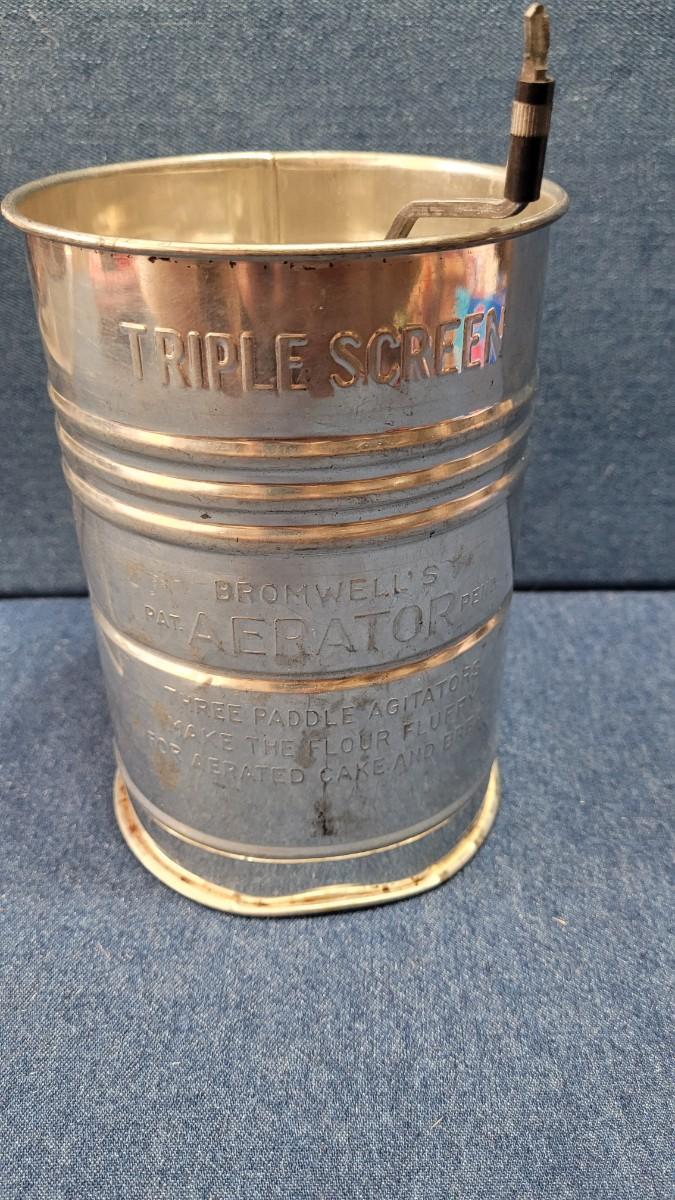 TRIPLE SCREEN
BROMWELL'S
PAT. AERATOR PEND.
THREE PADDLE AGITATORS
MAKE THE FLOUR FLUFFY
FOR AERATED CAKE AND